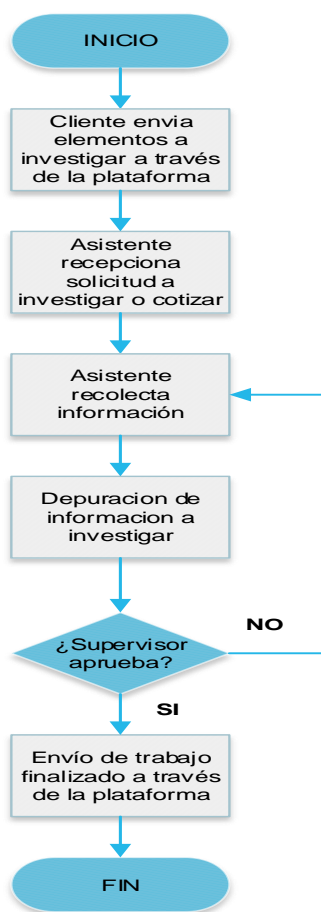 INICIO
Cliente envia
elementos a
investigar a través
de la plataforma
Asistente
recepciona
solicitud a
investigar o cotizar
Asistente
recolecta
información
Depuracion de
informacion a
investigar
¿Supervisor
aprueba?
NO
SI
Envío de trabajo
finalizado a través
de la plataforma
FIN